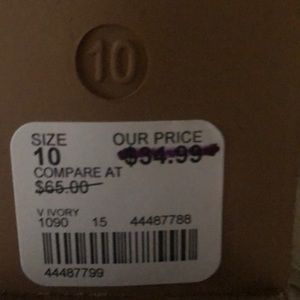 10
SIZE OUR PRICE
10 $34.99
COMPARE AT
$65.00
V IVORY
1090 15 44487788
44487799